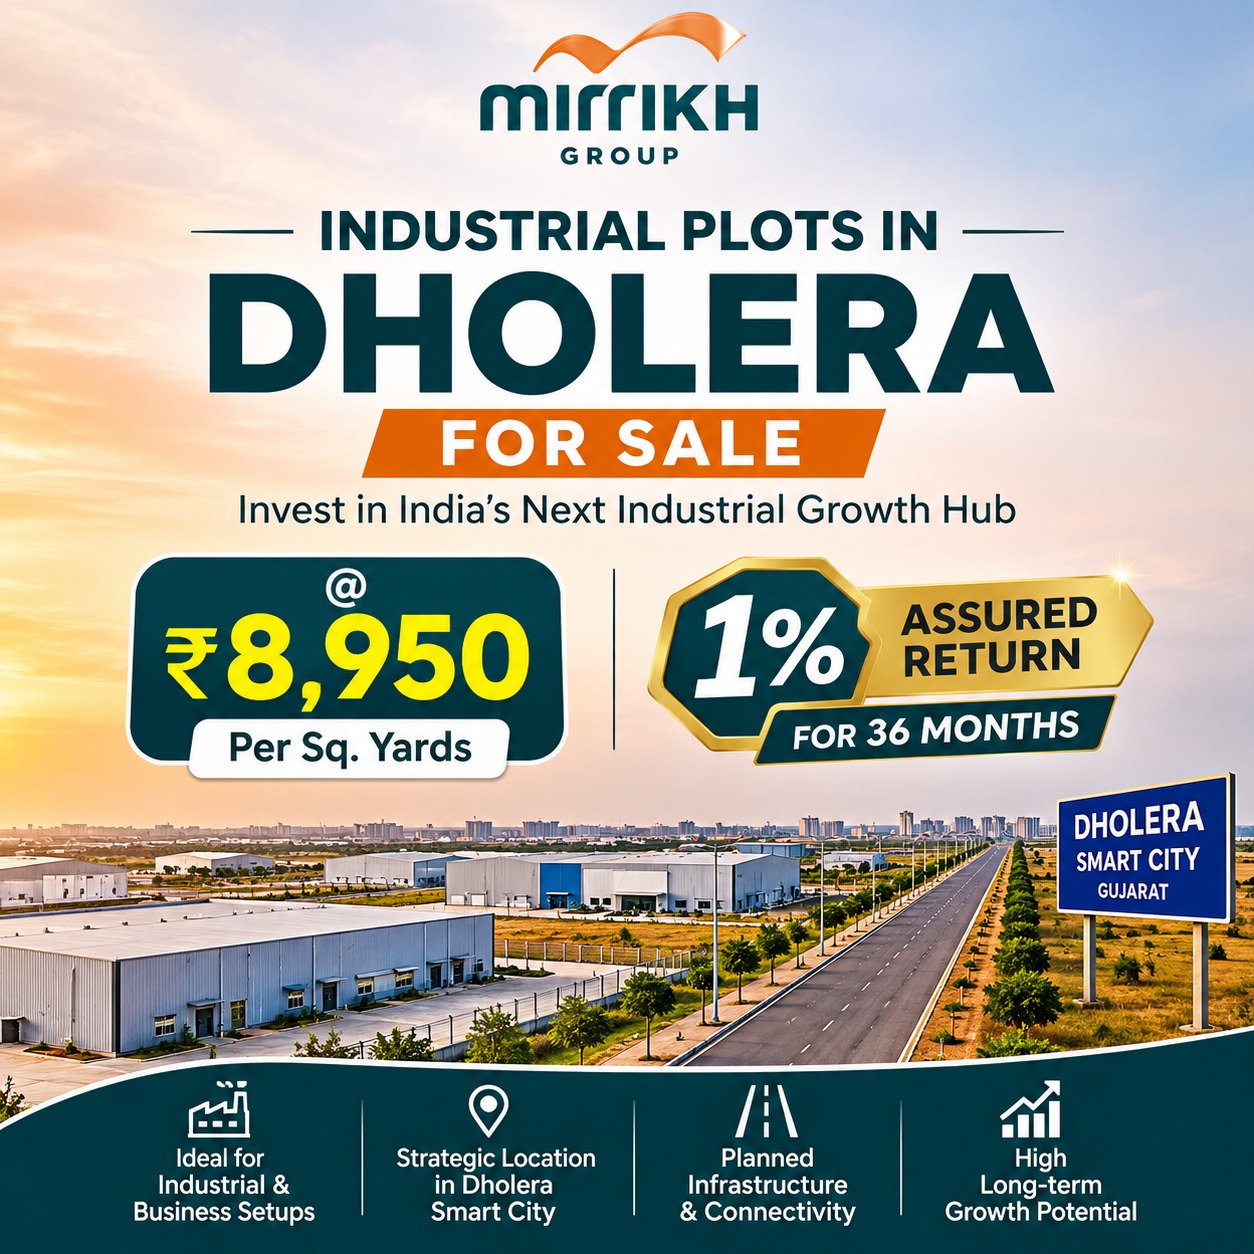 mirrikh
GROUP
INDUSTRIAL PLOTS IN
DHOLERA
FOR SALE
Invest in India's Next Industrial Growth Hub
@
₹8,950
Per Sq. Yards
1%
ASSURED
RETURN
FOR 36 MONTHS
DHOLERA
SMART CITY
GUJARAT
Ideal for
Industrial &
Business Setups
Strategic Location
in Dholera
Smart City
Planned
Infrastructure
& Connectivity
High
Long-term
Growth Potential